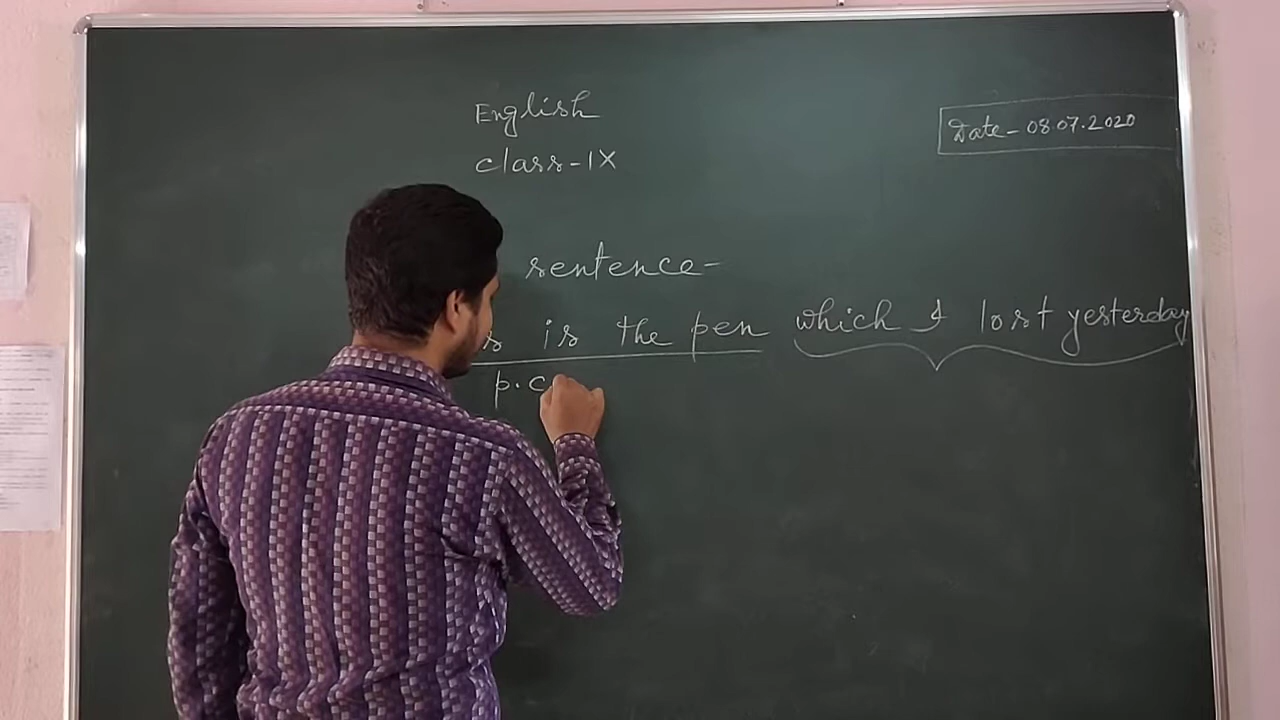 English
Date - 08.07.2020
class - IX
sentence -
is the pen which I lost yesterday
p.c